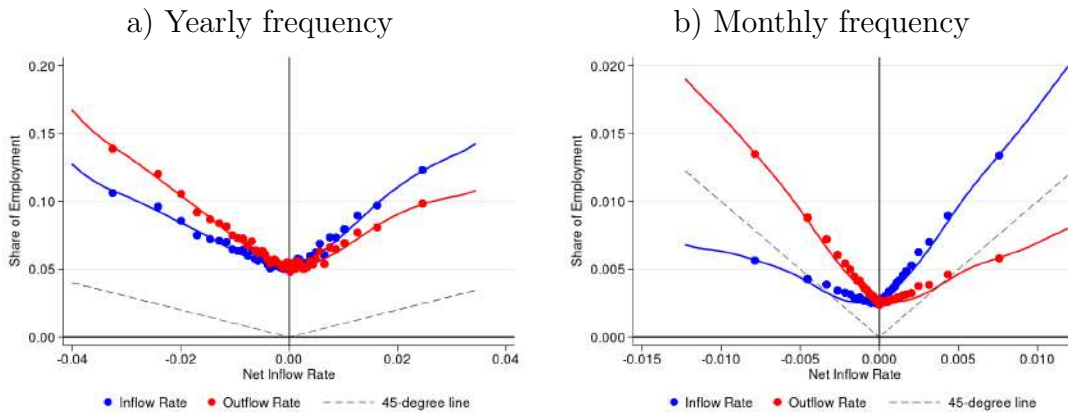 a) Yearly frequency
0.20
0.15
0.10
0.05
0.00
Share of Employment
-0.04
-0.02
0.00
0.02
0.04
Net Inflow Rate
Inflow Rate
Outflow Rate
45-degree line
b) Monthly frequency
0.020
0.015
0.010
0.005
0.000
Share of Employment
-0.015
-0.010
-0.005
0.000
0.005
0.010
Net Inflow Rate
Inflow Rate
Outflow Rate
45-degree line